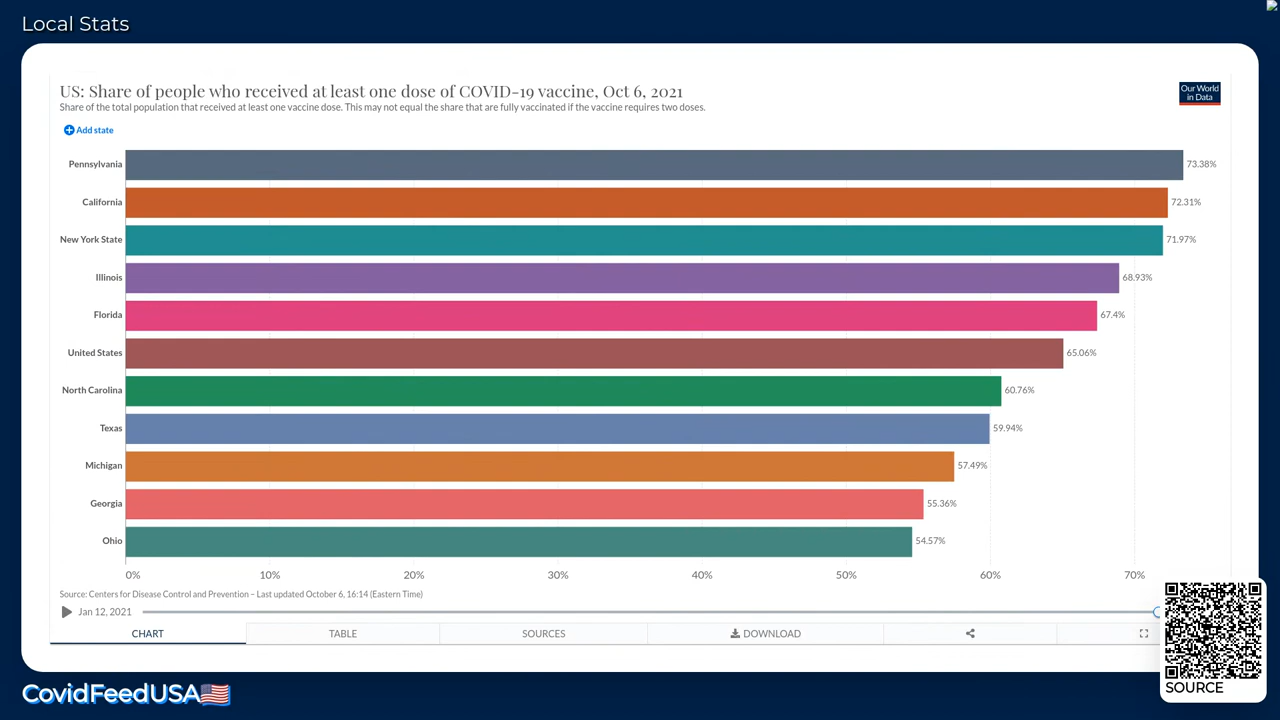 Local Stats
US: Share of people who received at least one dose of COVID-19 vaccine, Oct 6, 2021
Share of the total population that received at least one vaccine dose. This may not equal the share that are fully vaccinated if the vaccine requires two doses.
Our World
in Data
Add state
Pennsylvania 73.38%
California 72.31%
New York State 71.97%
Illinois 68.93%
Florida 67.4%
United States 65.06%
North Carolina 60.76%
Texas 59.94%
Michigan 57.49%
Georgia 55.36%
Ohio 54.57%
0% 10% 20% 30% 40% 50% 60% 70%
Source: Centers for Disease Control and Prevention – Last updated October 6, 16:14 (Eastern Time)
Jan 12, 2021
CHART TABLE SOURCES DOWNLOAD
SOURCE
CovidFeedUSA